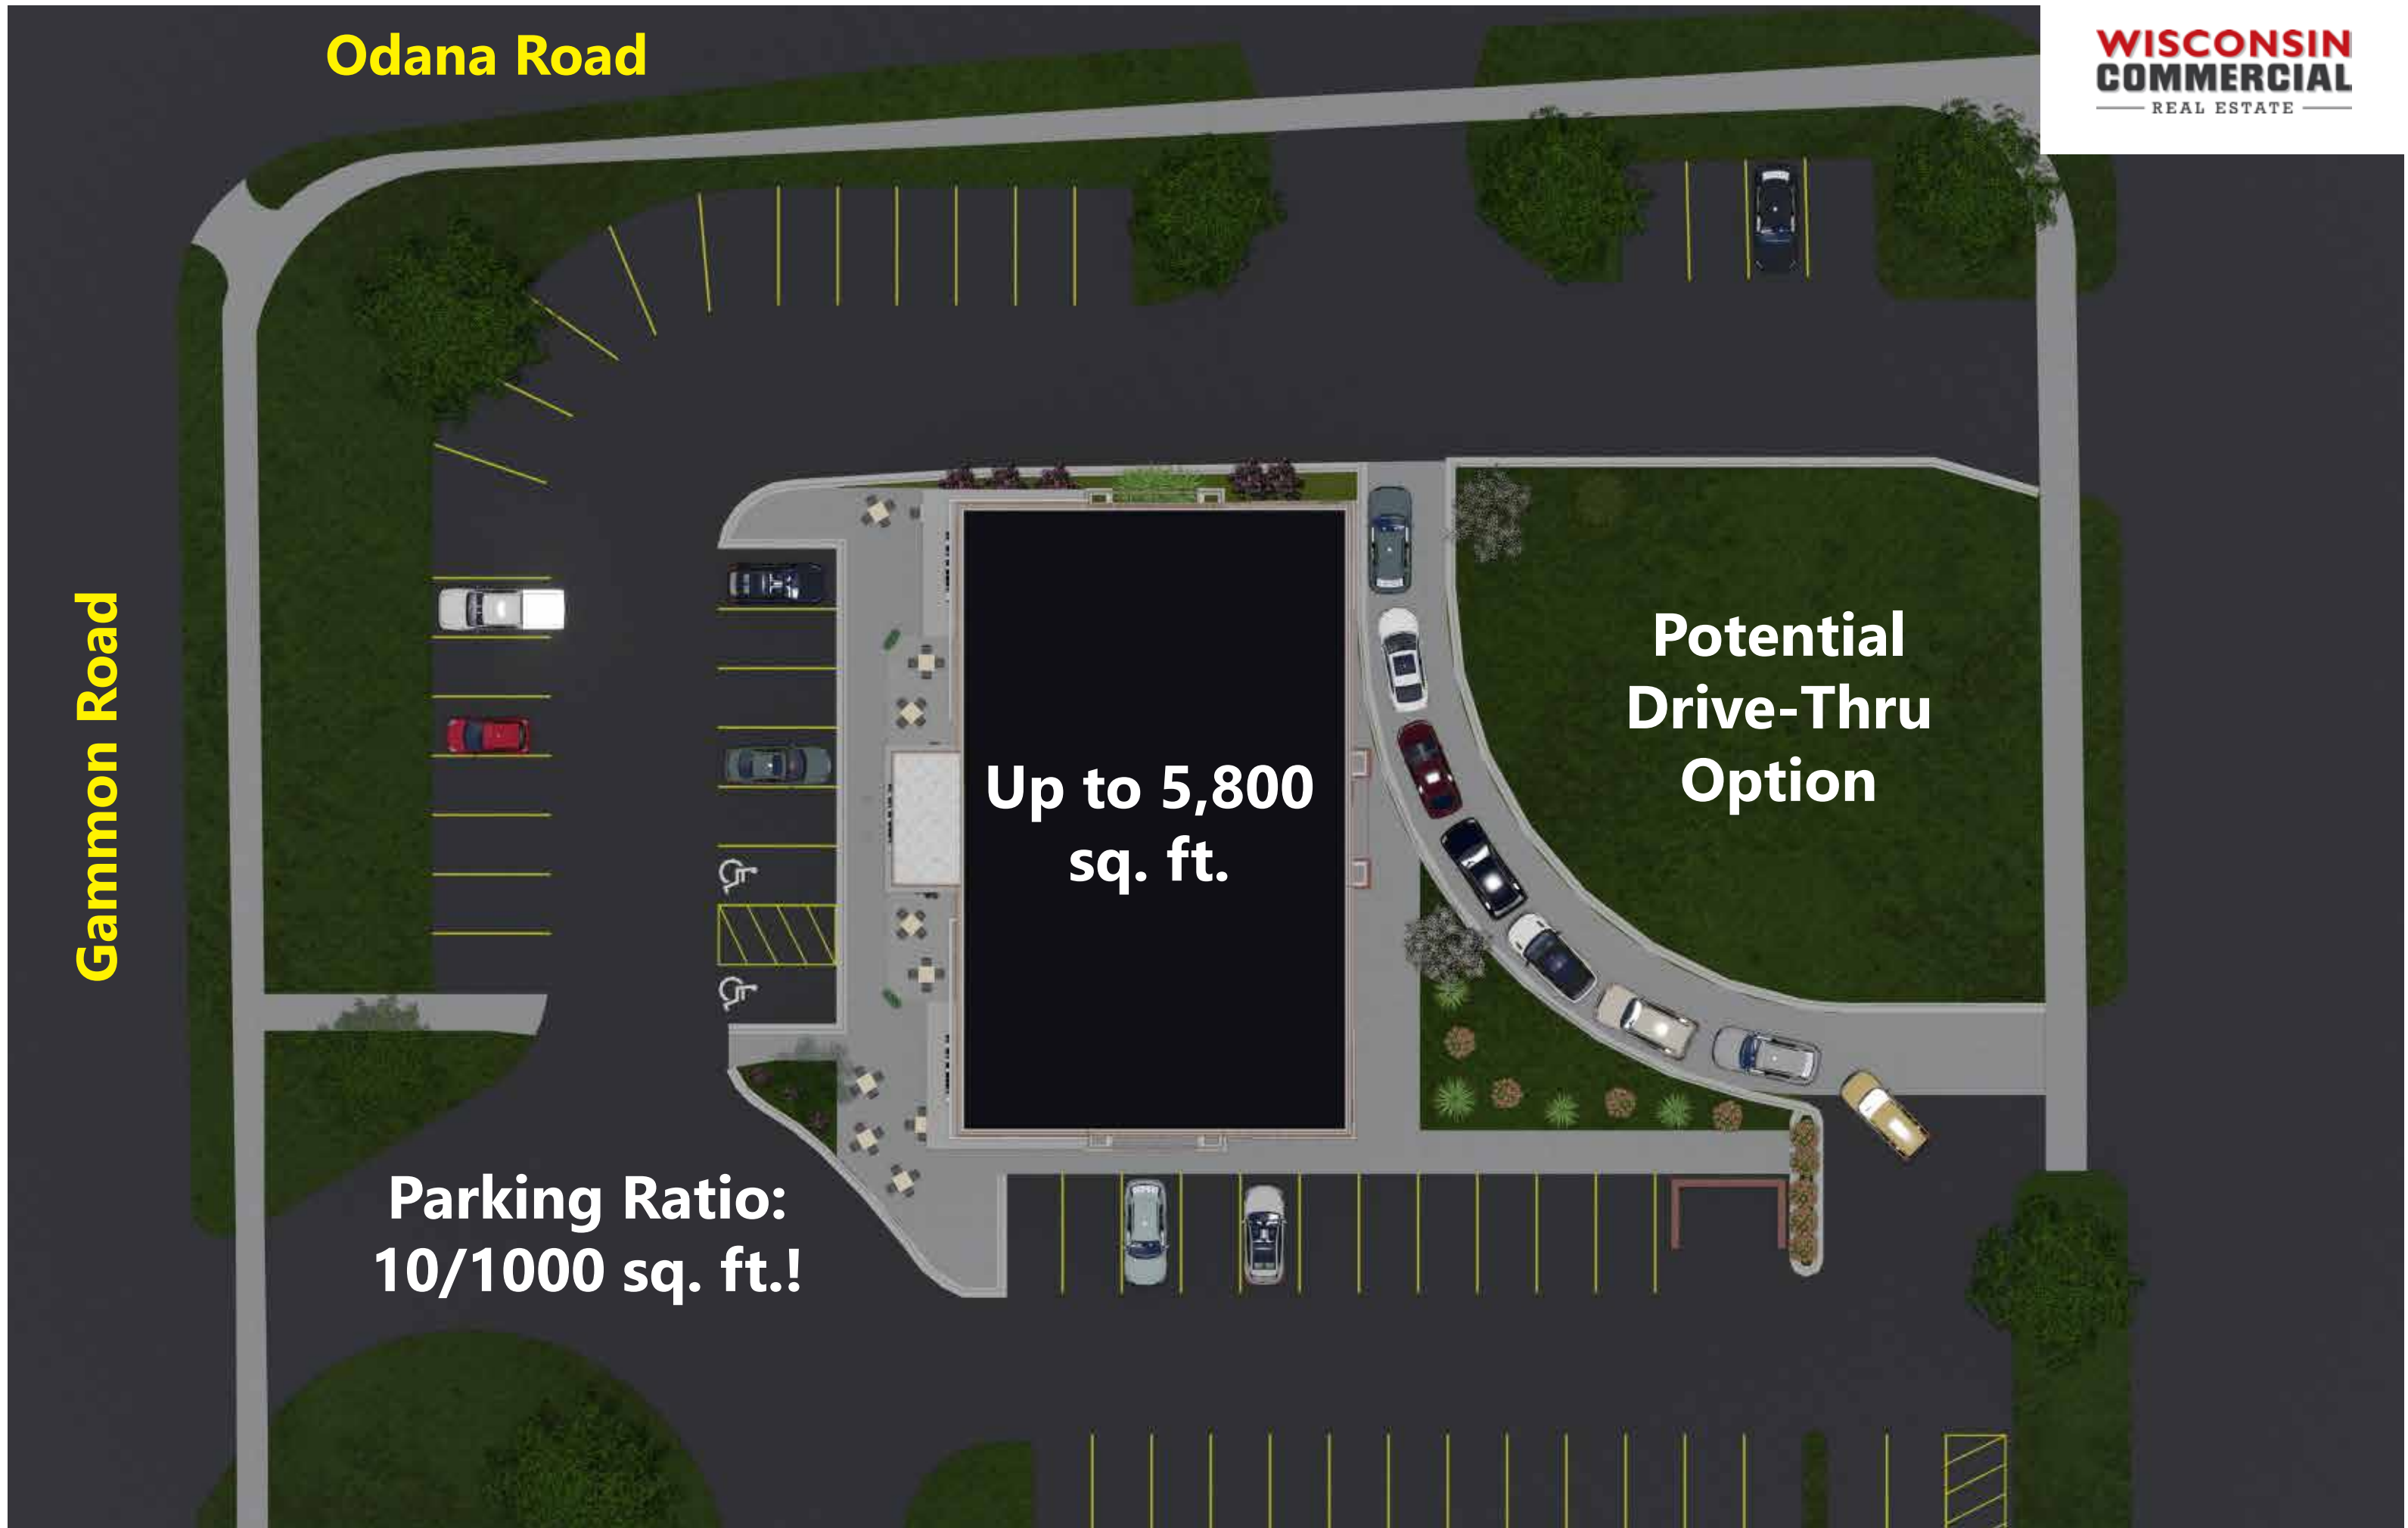 Odana Road
WISCONSIN
COMMERCIAL
REAL ESTATE
Gammon Road
Potential
Drive-Thru
Option
Up to 5,800
sq. ft.
Parking Ratio:
10/1000 sq. ft.!